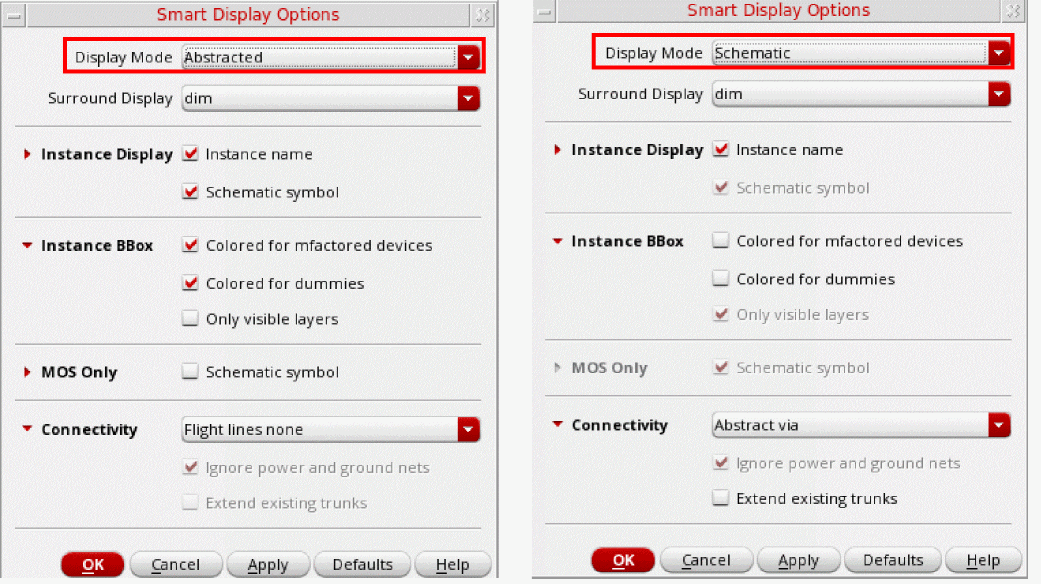 Smart Display Options
Display Mode Abstracted
Surround Display dim
Instance Display Instance name
Schematic symbol
Instance BBox Colored for mfactored devices
Colored for dummies
Only visible layers
MOS Only Schematic symbol
Connectivity Flight lines none
Ignore power and ground nets
Extend existing trunks
OK Cancel Apply Defaults Help
Smart Display Options
Display Mode Schematic
Surround Display dim
Instance Display Instance name
Schematic symbol
Instance BBox Colored for mfactored devices
Colored for dummies
Only visible layers
MOS Only Schematic symbol
Connectivity Abstract via
Ignore power and ground nets
Extend existing trunks
OK Cancel Apply Defaults Help